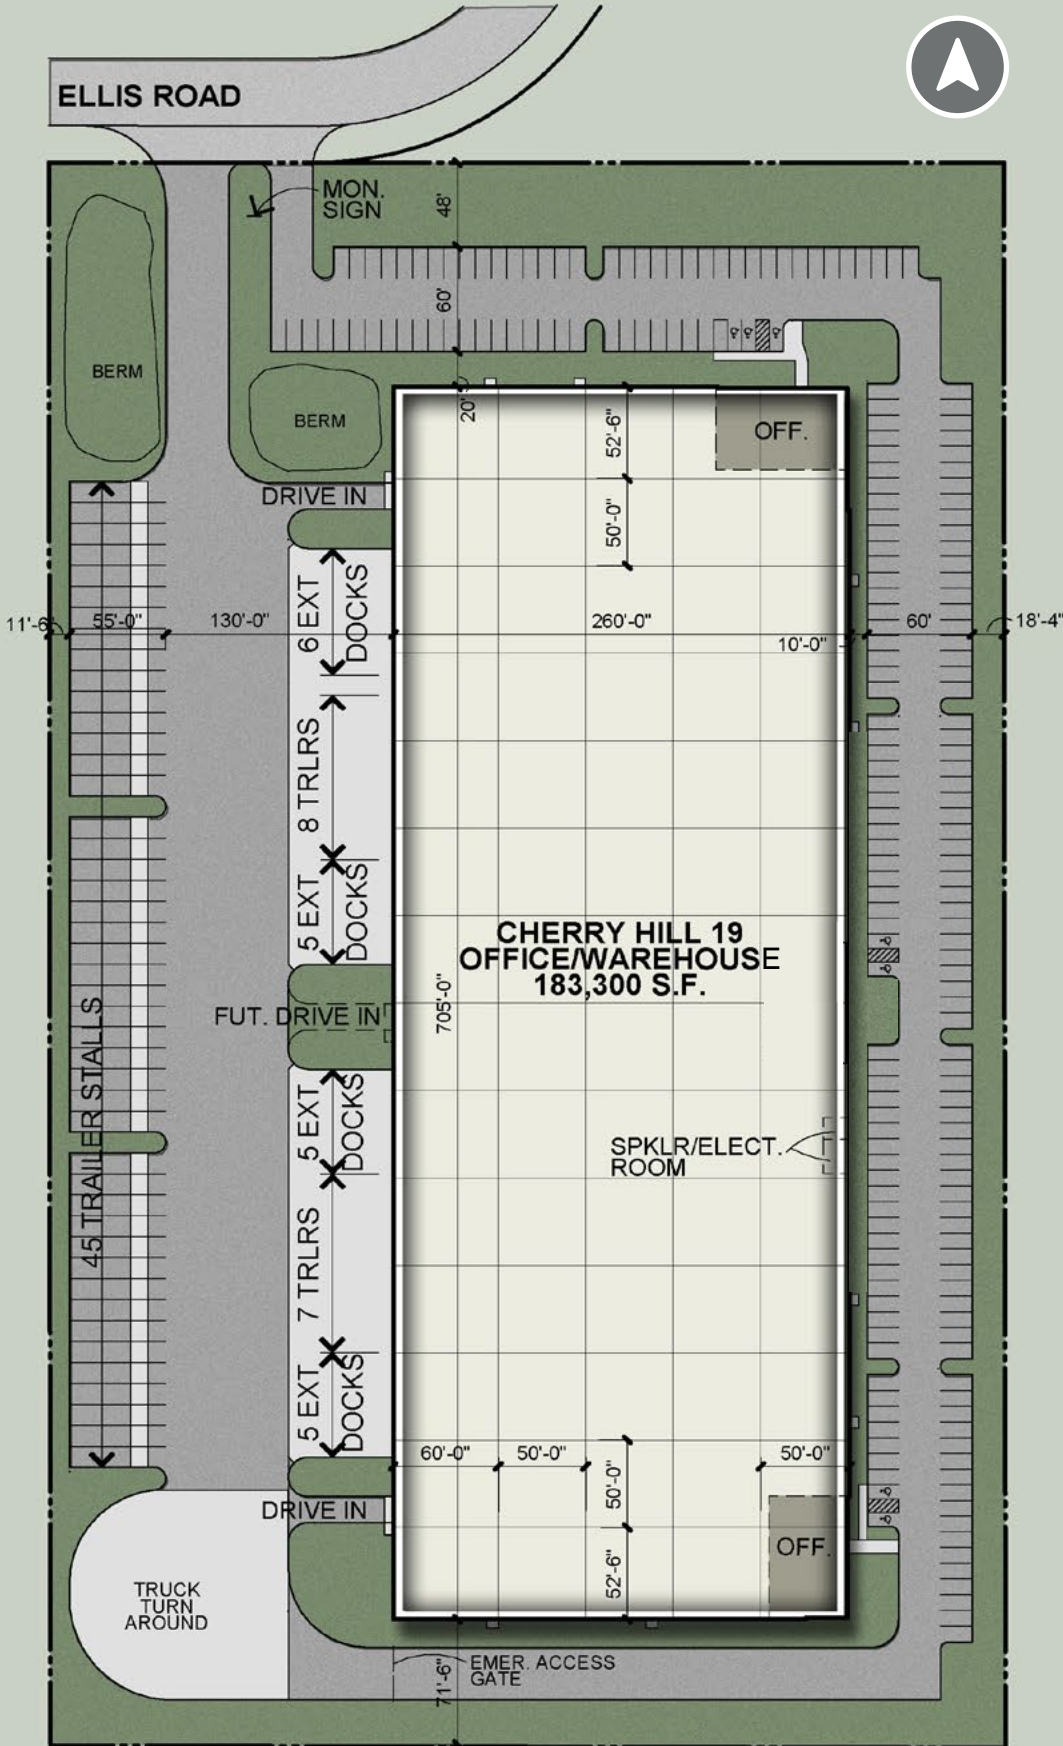 ELLIS ROAD
MON.
SIGN
48'
60'
BERM
BERM
20'
52'-6"
OFF.
DRIVE IN
50'-0"
6 EXT
DOCKS
11'-6"
55'-0"
130'-0"
260'-0"
10'-0"
60'
18'-4"
8 TRLRS
5 EXT
DOCKS
CHERRY HILL 19
OFFICE/WAREHOUSE
183,300 S.F.
705'-0"
FUT. DRIVE IN
45 TRAILER STALLS
5 EXT
DOCKS
SPKLR/ELECT.
ROOM
7 TRLRS
5 EXT
DOCKS
60'-0"
50'-0"
50'-0"
50'-0"
DRIVE IN
OFF.
52'-6"
TRUCK
TURN
AROUND
EMER. ACCESS
GATE
71'-6"